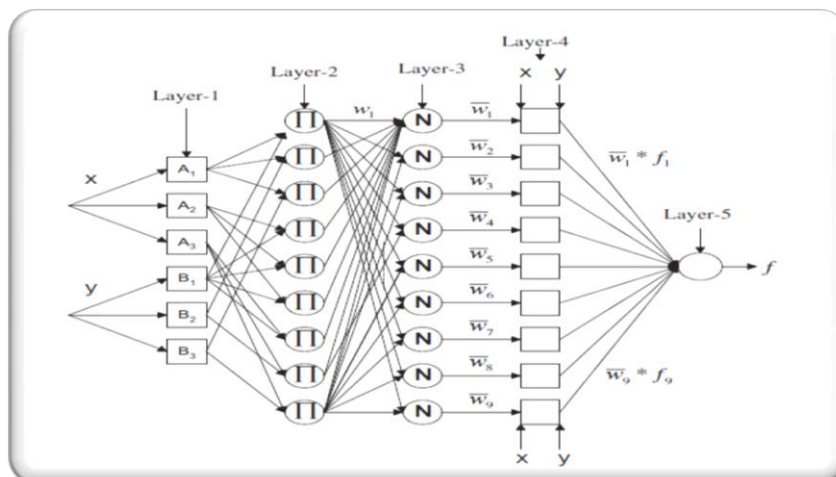 Layer-4
Layer-2
Layer-3
x y
Layer-1
w₁
w̅₁
w̅₂
w̅₃
w̅₄
w̅₅
w̅₆
w̅₇
w̅₈
w̅₉
x
y
A₁
A₂
A₃
B₁
B₂
B₃
∏
∏
∏
∏
∏
∏
∏
∏
∏
N
N
N
N
N
N
N
N
N
w̅₁ * f₁
Layer-5
f
w̅₉ * f₉
x y